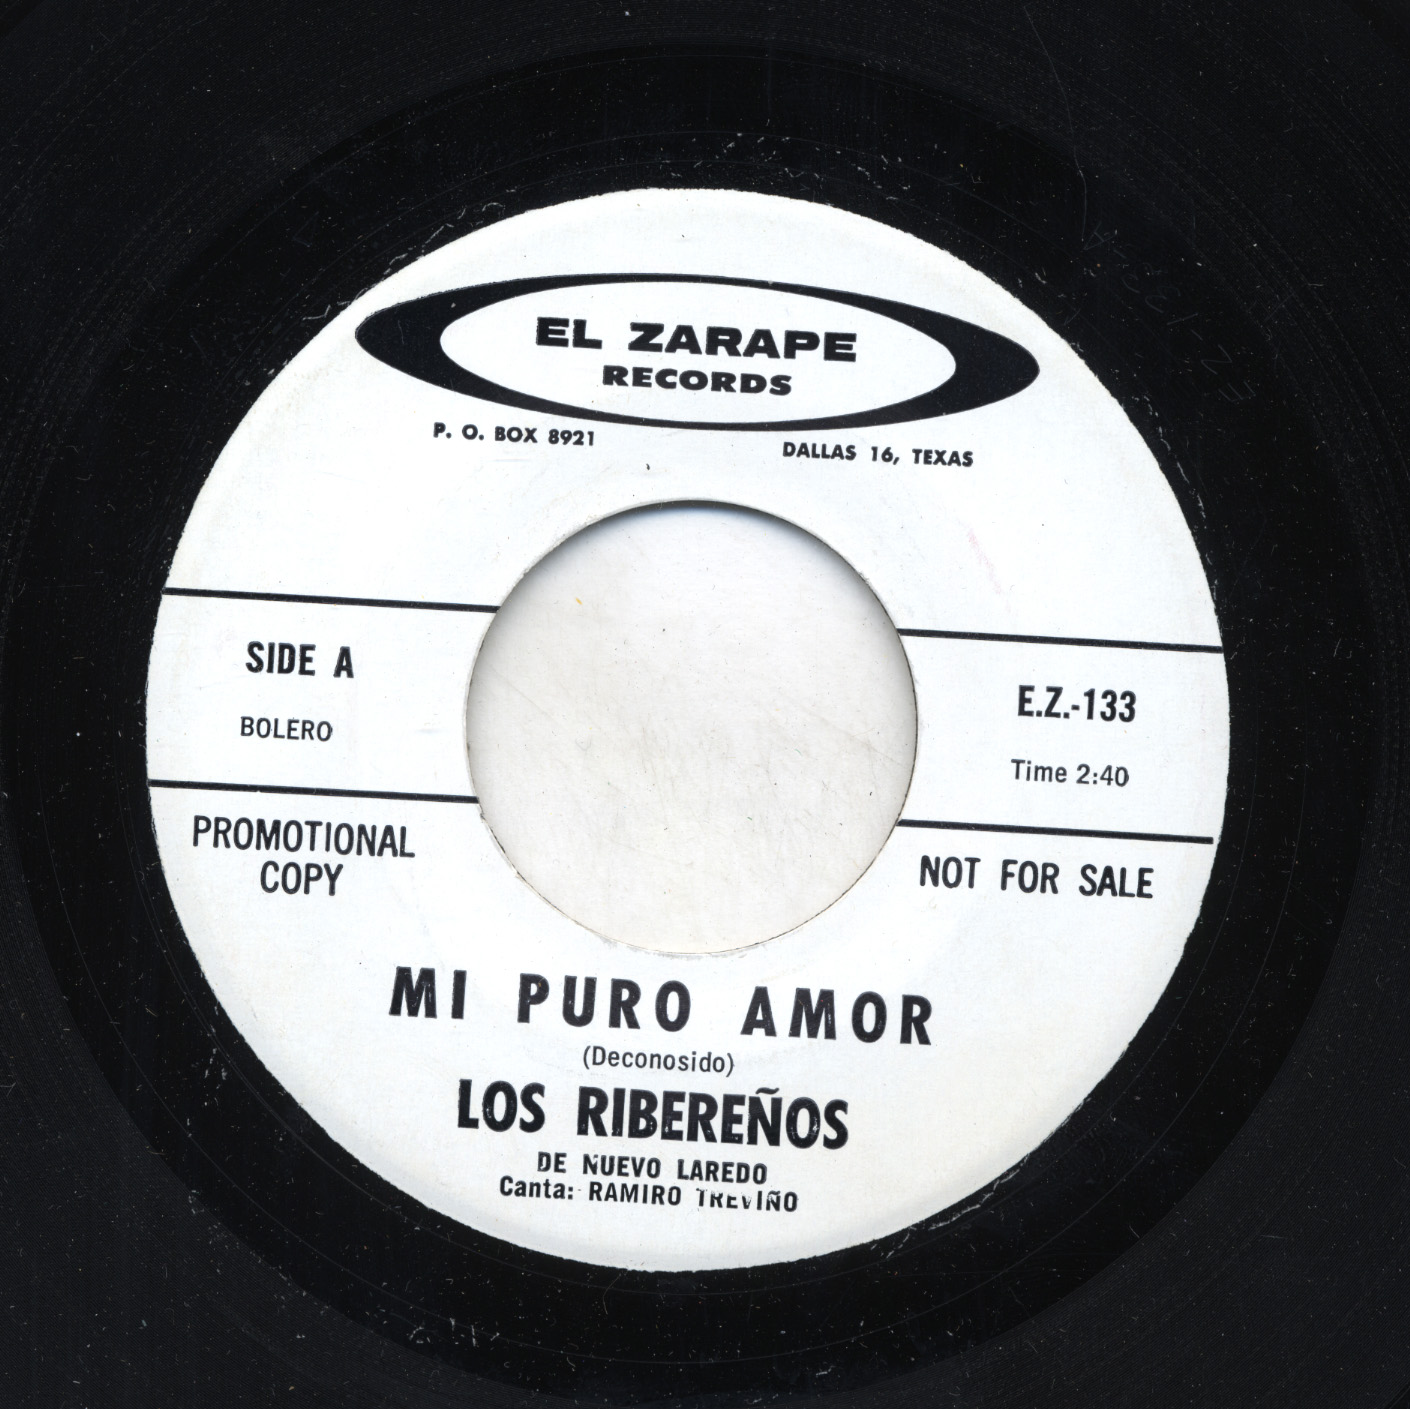 EL ZARAPE
RECORDS
P. O. BOX 8921
DALLAS 16, TEXAS
SIDE A
BOLERO
E.Z.-133
Time 2:40
PROMOTIONAL
COPY
NOT FOR SALE
MI PURO AMOR
(Deconosido)
LOS RIBEREÑOS
DE NUEVO LAREDO
Canta: RAMIRO TREVIÑO